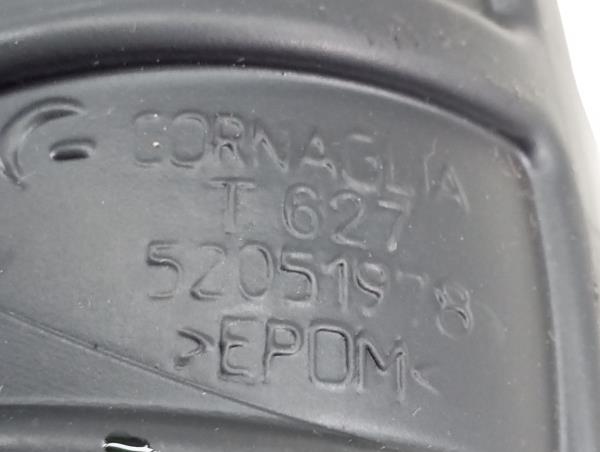 CORNAGLIA
T 627
52051978
>EPDM<